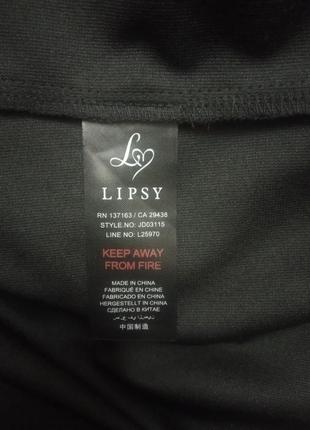 LIPSY
RN 137163 / CA 29438
STYLE NO: JD03115
LINE NO: L25970
KEEP AWAY
FROM FIRE
MADE IN CHINA
FABRIQUÉ EN CHINE
FABRICADO EN CHINA
HERGESTELLT IN CHINA
СДЕЛАНО В КИТАЕ
中国制造